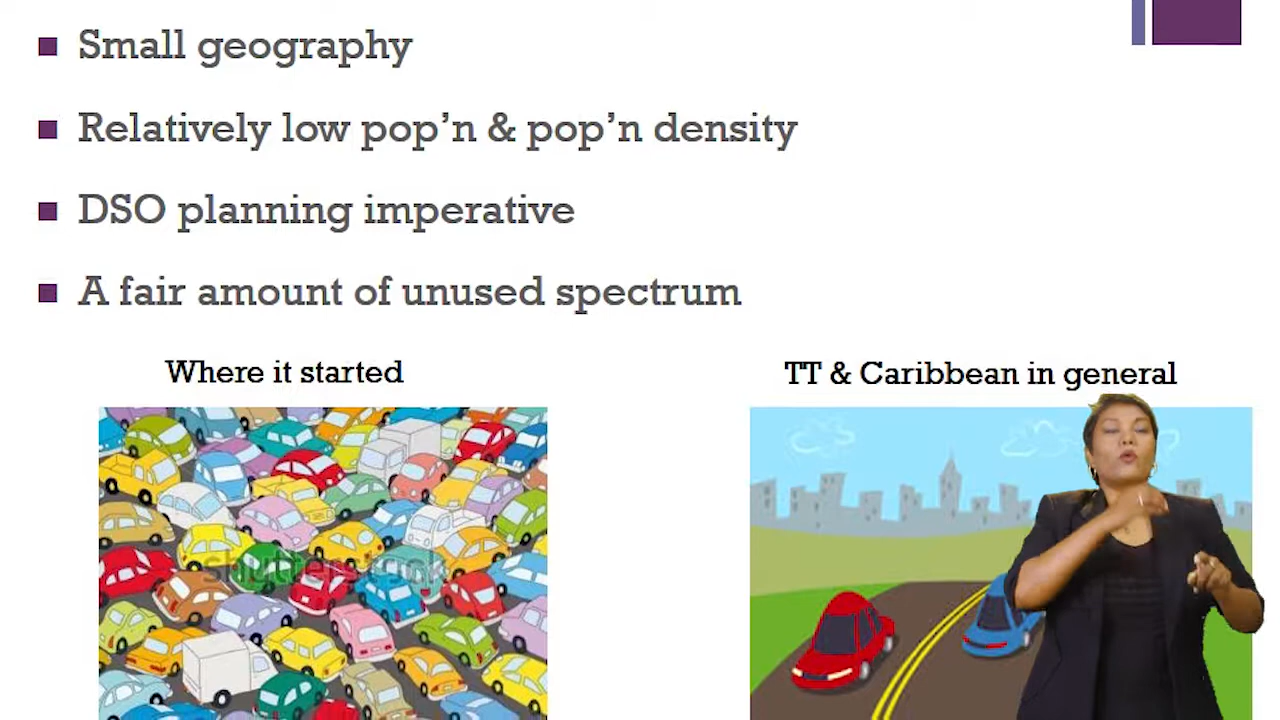 Small geography
Relatively low pop’n & pop’n density
DSO planning imperative
A fair amount of unused spectrum
Where it started
TT & Caribbean in general
shutterstock